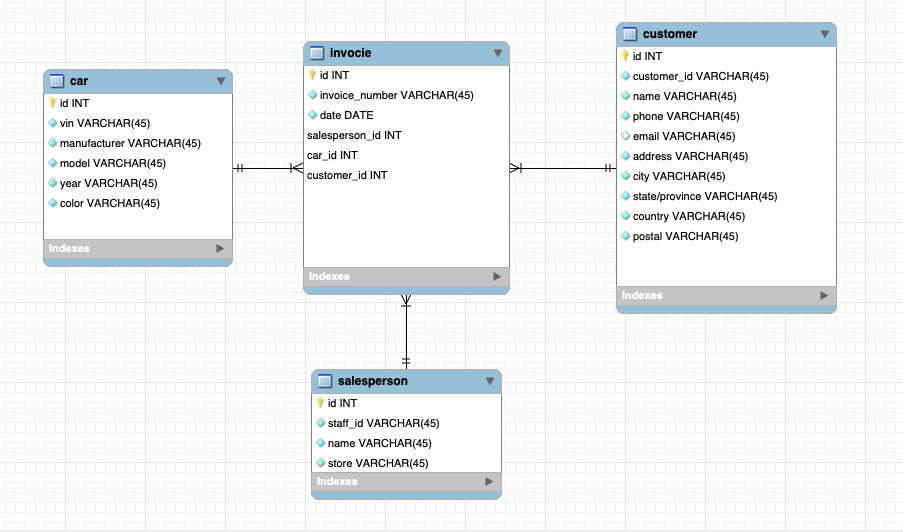 car
id INT
vin VARCHAR(45)
manufacturer VARCHAR(45)
model VARCHAR(45)
year VARCHAR(45)
color VARCHAR(45)
Indexes
invocie
id INT
invoice_number VARCHAR(45)
date DATE
salesperson_id INT
car_id INT
customer_id INT
Indexes
customer
id INT
customer_id VARCHAR(45)
name VARCHAR(45)
phone VARCHAR(45)
email VARCHAR(45)
address VARCHAR(45)
city VARCHAR(45)
state/province VARCHAR(45)
country VARCHAR(45)
postal VARCHAR(45)
Indexes
salesperson
id INT
staff_id VARCHAR(45)
name VARCHAR(45)
store VARCHAR(45)
Indexes